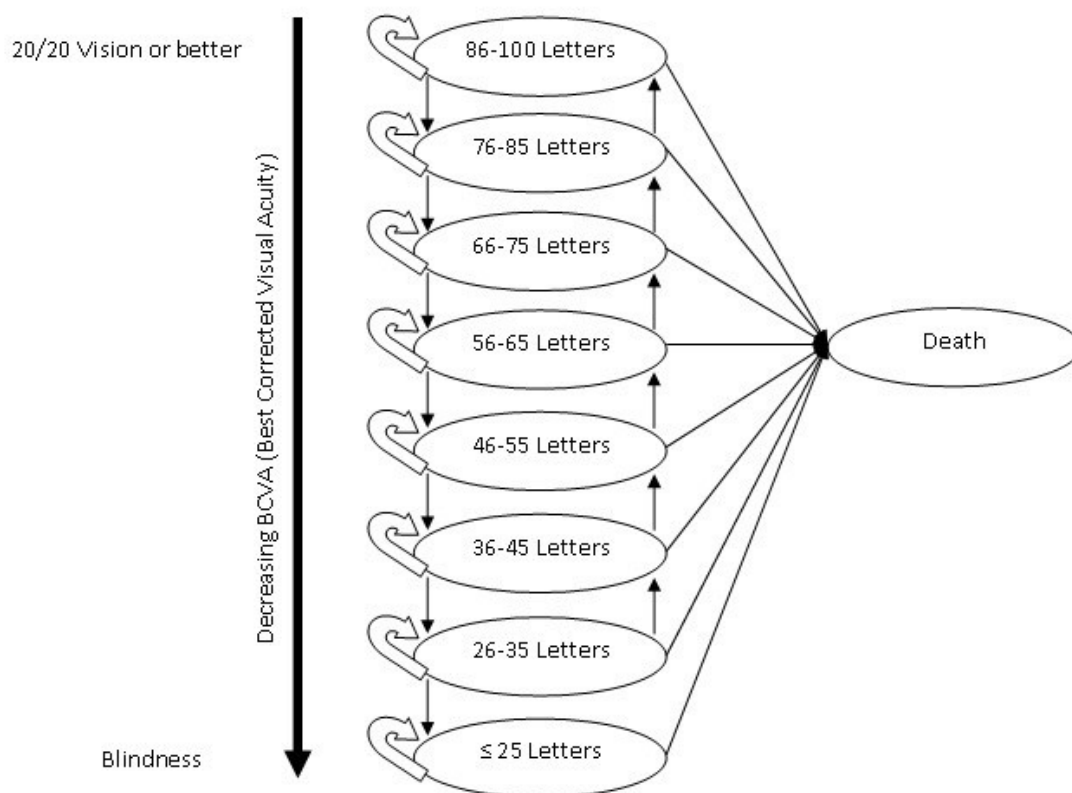 20/20 Vision or better
86-100 Letters
76-85 Letters
66-75 Letters
56-65 Letters
46-55 Letters
36-45 Letters
26-35 Letters
≤ 25 Letters
Blindness
Decreasing BCVA (Best Corrected Visual Acuity)
Death